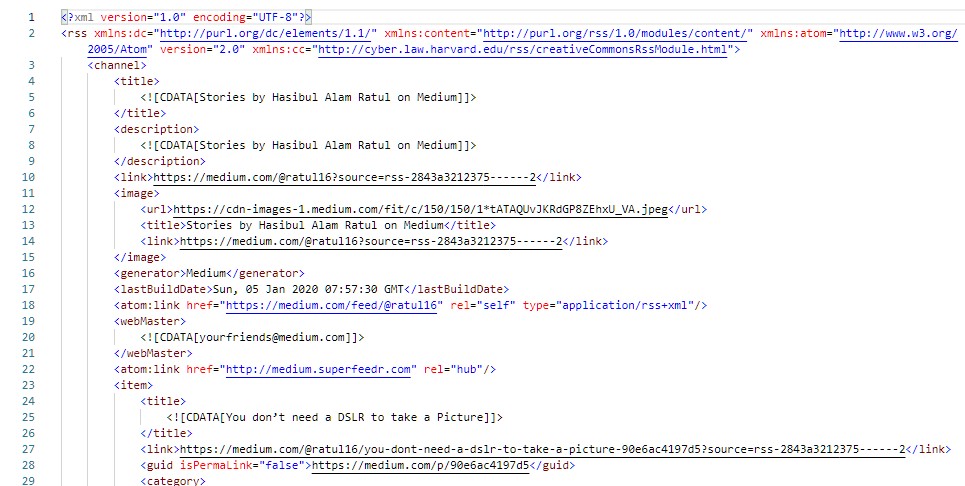 1 <?xml version="1.0" encoding="UTF-8"?>
2 <rss xmlns:dc="http://purl.org/dc/elements/1.1/" xmlns:content="http://purl.org/rss/1.0/modules/content/" xmlns:atom="http://www.w3.org/
2005/Atom" version="2.0" xmlns:cc="http://cyber.law.harvard.edu/rss/creativeCommonsRssModule.html">
3 <channel>
4 <title>
5 <![CDATA[Stories by Hasibul Alam Ratul on Medium]]>
6 </title>
7 <description>
8 <![CDATA[Stories by Hasibul Alam Ratul on Medium]]>
9 </description>
10 <link>https://medium.com/@ratul16?source=rss-2843a3212375------2</link>
11 <image>
12 <url>https://cdn-images-1.medium.com/fit/c/150/150/1*tATAQUvJKRdGP8ZEhxU_VA.jpeg</url>
13 <title>Stories by Hasibul Alam Ratul on Medium</title>
14 <link>https://medium.com/@ratul16?source=rss-2843a3212375------2</link>
15 </image>
16 <generator>Medium</generator>
17 <lastBuildDate>Sun, 05 Jan 2020 07:57:30 GMT</lastBuildDate>
18 <atom:link href="https://medium.com/feed/@ratul16" rel="self" type="application/rss+xml"/>
19 <webMaster>
20 <![CDATA[yourfriends@medium.com]]>
21 </webMaster>
22 <atom:link href="http://medium.superfeedr.com" rel="hub"/>
23 <item>
24 <title>
25 <![CDATA[You don’t need a DSLR to take a Picture]]>
26 </title>
27 <link>https://medium.com/@ratul16/you-dont-need-a-dslr-to-take-a-picture-90e6ac4197d5?source=rss-2843a3212375------2</link>
28 <guid isPermaLink="false">https://medium.com/p/90e6ac4197d5</guid>
29 <category>